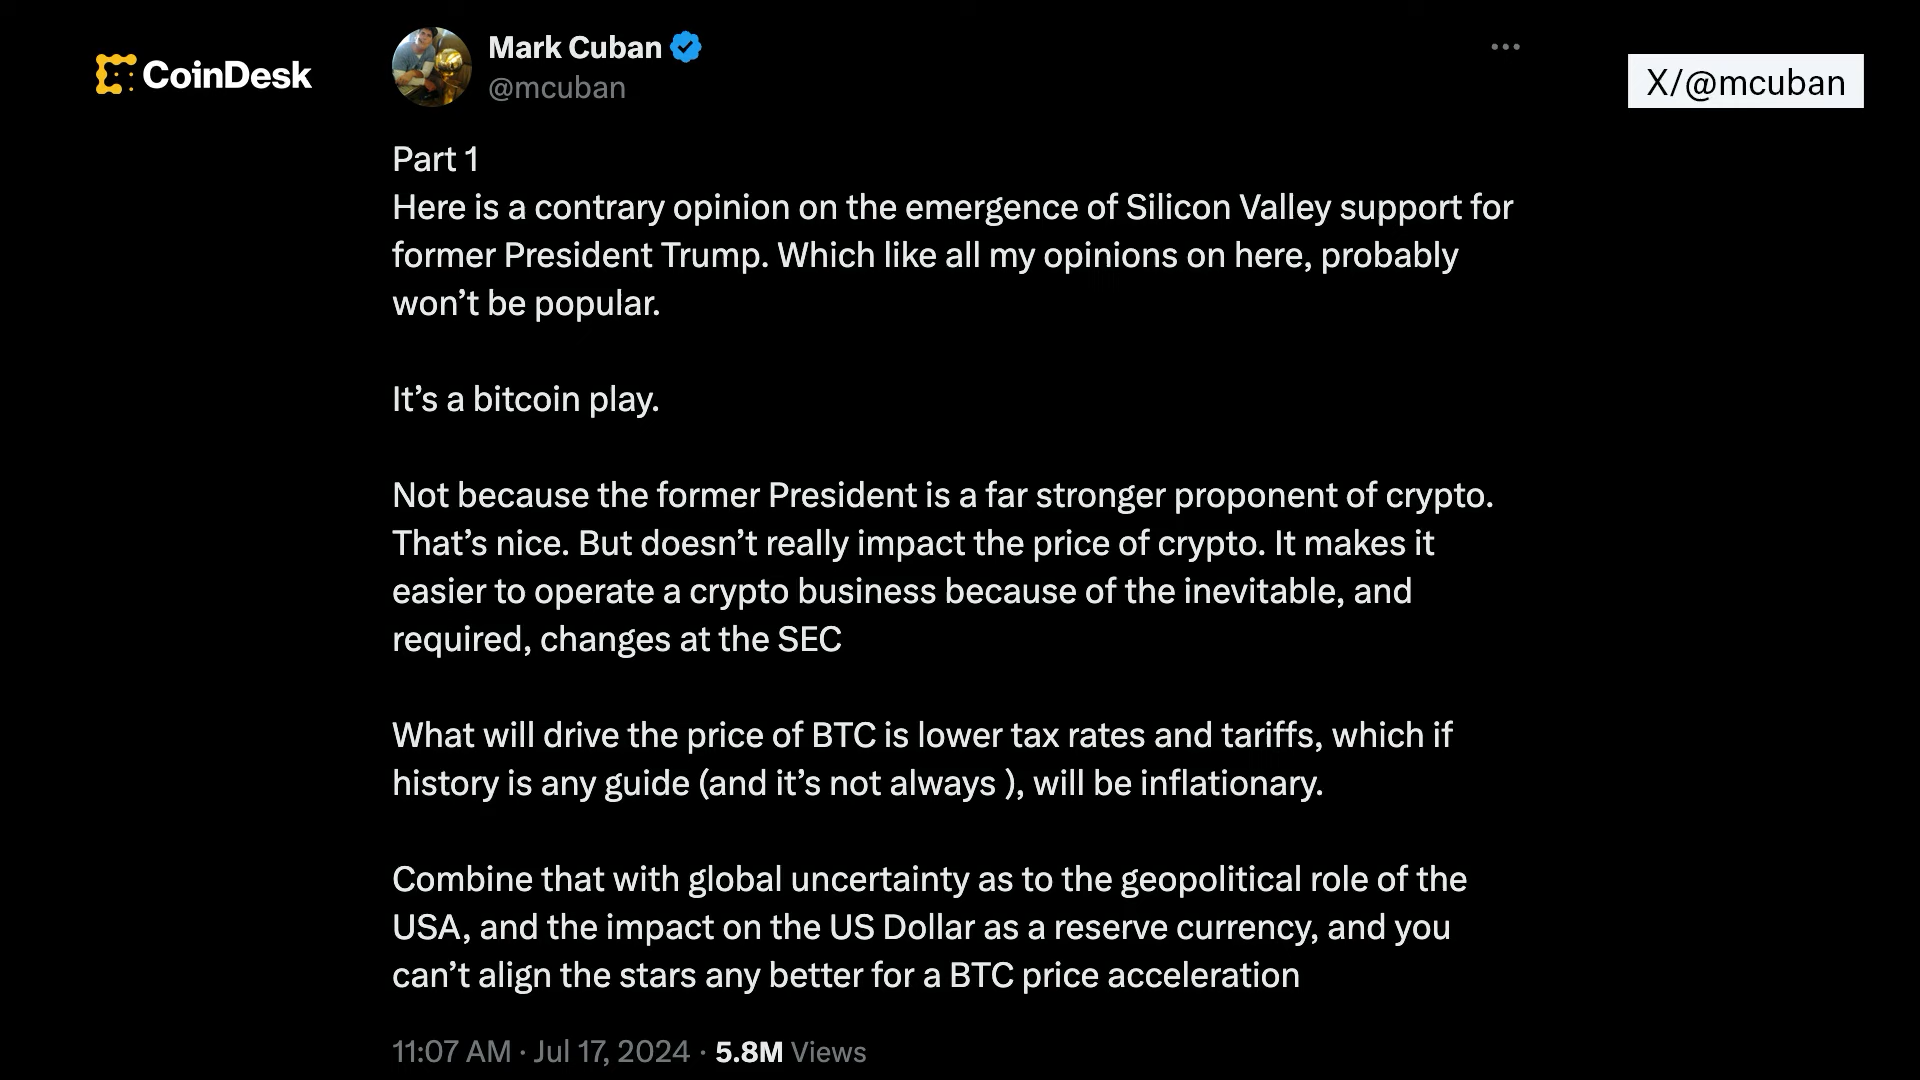 CoinDesk
Mark Cuban
@mcuban
X/@mcuban
Part 1
Here is a contrary opinion on the emergence of Silicon Valley support for
former President Trump. Which like all my opinions on here, probably
won’t be popular.
It’s a bitcoin play.
Not because the former President is a far stronger proponent of crypto.
That’s nice. But doesn’t really impact the price of crypto. It makes it
easier to operate a crypto business because of the inevitable, and
required, changes at the SEC
What will drive the price of BTC is lower tax rates and tariffs, which if
history is any guide (and it’s not always ), will be inflationary.
Combine that with global uncertainty as to the geopolitical role of the
USA, and the impact on the US Dollar as a reserve currency, and you
can’t align the stars any better for a BTC price acceleration
11:07 AM · Jul 17, 2024 · 5.8M Views